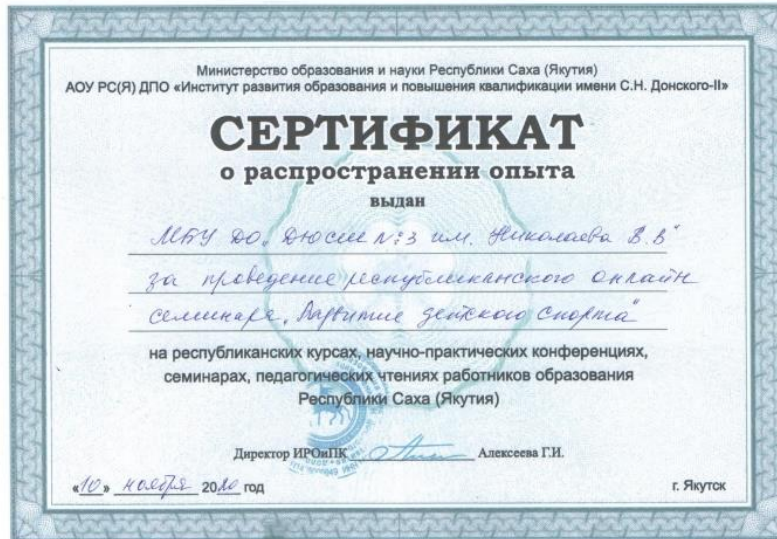 Министерство образования и науки Республики Саха (Якутия)
АОУ РС(Я) ДПО «Институт развития образования и повышения квалификации имени С.Н. Донского-II»
СЕРТИФИКАТ
о распространении опыта
выдан
МБУ ДО „ДЮСШ №3 им. Николаева В.В"
за проведение республиканского онлайн
семинара „Развитие детского спорта"
на республиканских курсах, научно-практических конференциях,
семинарах, педагогических чтениях работников образования
Республики Саха (Якутия)
Директор ИРОиПК Алексеева Г.И.
«10» ноября 2020 год г. Якутск